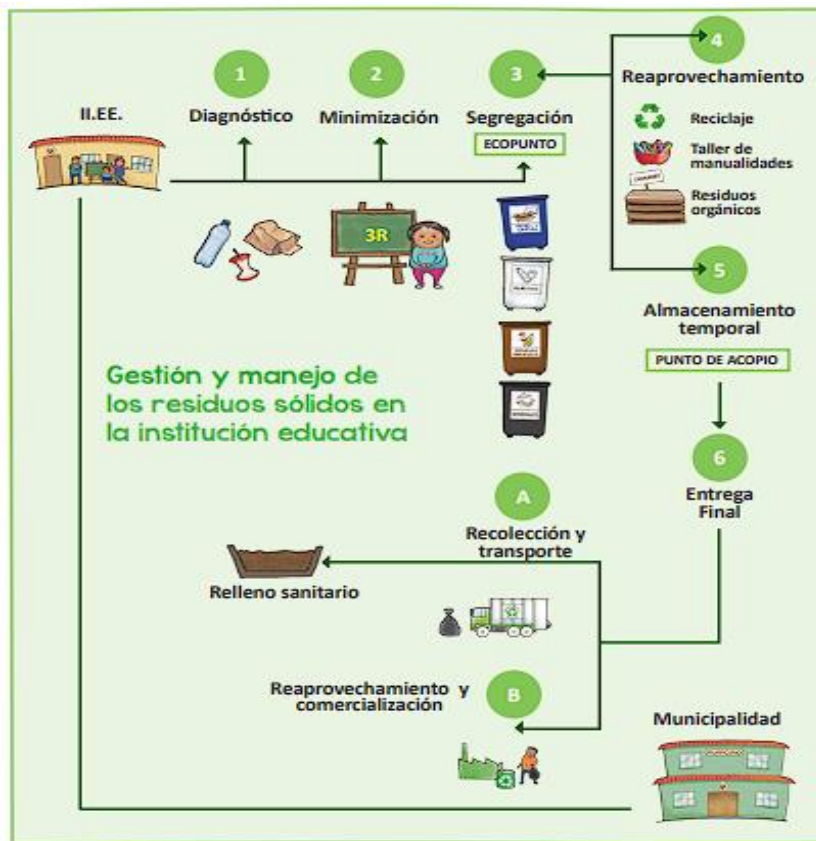 1
2
3
4
Reaprovechamiento
II.EE.
Diagnóstico
Minimización
Segregación
ECOPUNTO
Reciclaje
Taller de
manualidades
Residuos
orgánicos
3R
5
Almacenamiento
temporal
PUNTO DE ACOPIO
Gestión y manejo de
los residuos sólidos en
la institución educativa
6
Entrega
Final
A
Recolección y
transporte
Relleno sanitario
Reaprovechamiento y
comercialización
B
Municipalidad